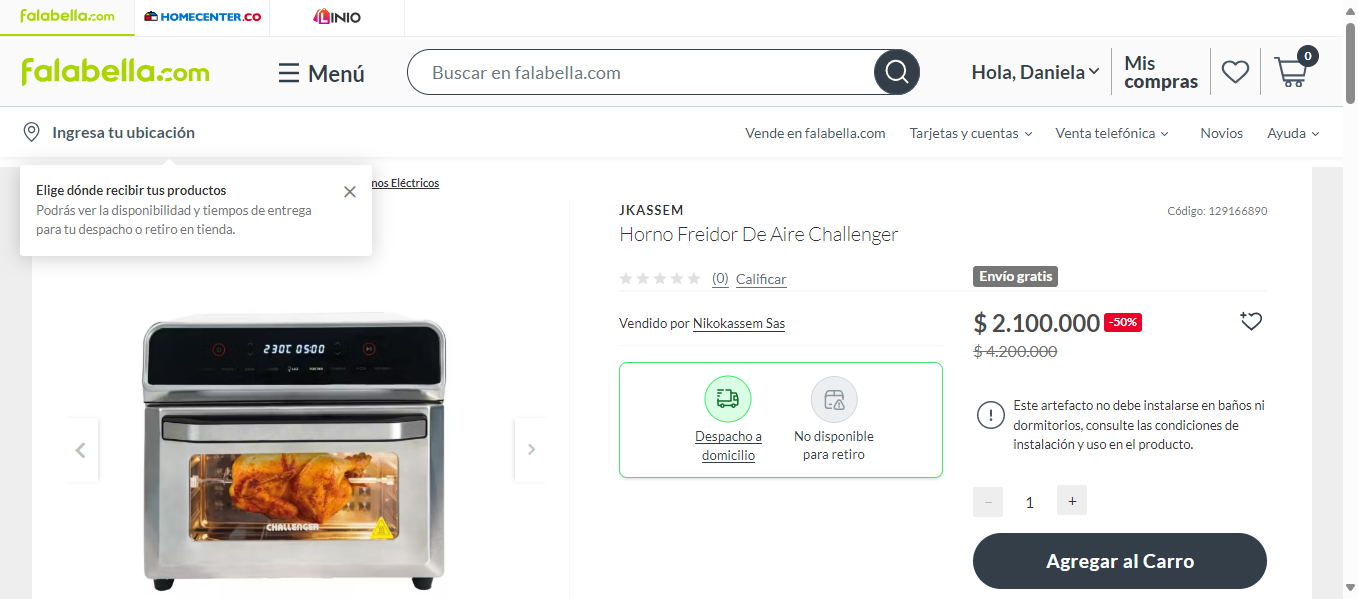 falabella.com
HOMECENTER.CO
LINIO
falabella.com
Menú
Buscar en falabella.com
Hola, Daniela
Mis
compras
0
Ingresa tu ubicación
Vende en falabella.com
Tarjetas y cuentas
Venta telefónica
Novios
Ayuda
Elige dónde recibir tus productos
Podrás ver la disponibilidad y tiempos de entrega
para tu despacho o retiro en tienda.
nos Eléctricos
JKASSEM
Código: 129166890
Horno Freidor De Aire Challenger
(0) Calificar
Envío gratis
Vendido por Nikokassem Sas
$ 2.100.000 -50%
$ 4.200.000
Despacho a
domicilio
No disponible
para retiro
Este artefacto no debe instalarse en baños ni
dormitorios, consulte las condiciones de
instalación y uso en el producto.
− 1 +
Agregar al Carro
230C 05:00
CHALLENGER